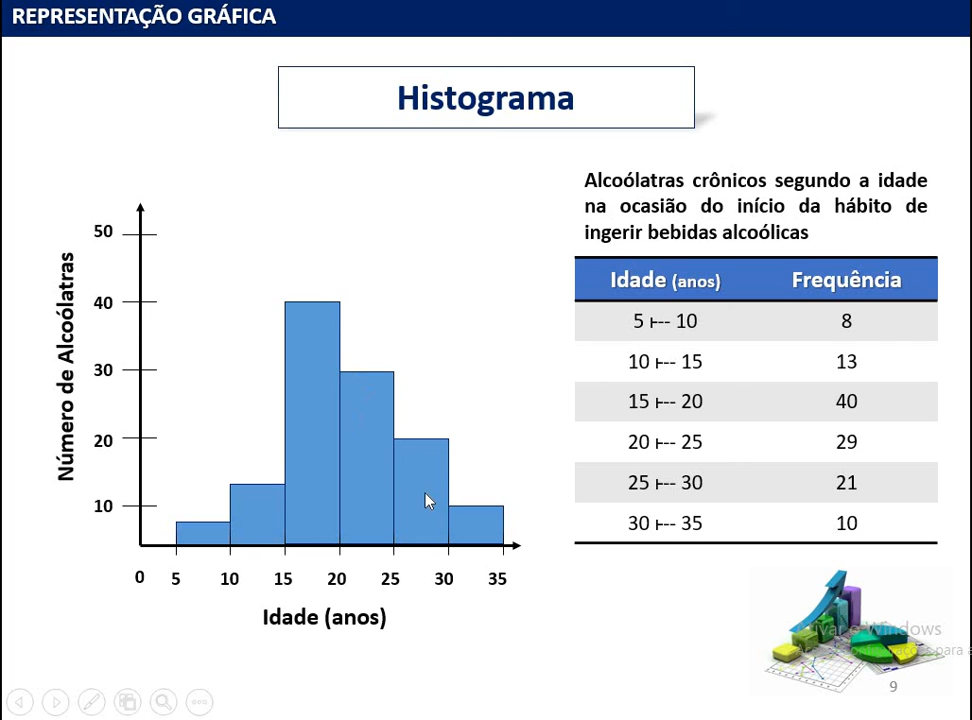 REPRESENTAÇÃO GRÁFICA
Histograma
Número de Alcoólatras
50
40
30
20
10
0 5 10 15 20 25 30 35
Idade (anos)
Alcoólatras crônicos segundo a idade
na ocasião do início da hábito de
ingerir bebidas alcoólicas
Idade (anos) Frequência
5 ⊢-- 10 8
10 ⊢-- 15 13
15 ⊢-- 20 40
20 ⊢-- 25 29
25 ⊢-- 30 21
30 ⊢-- 35 10
Windows
para
9